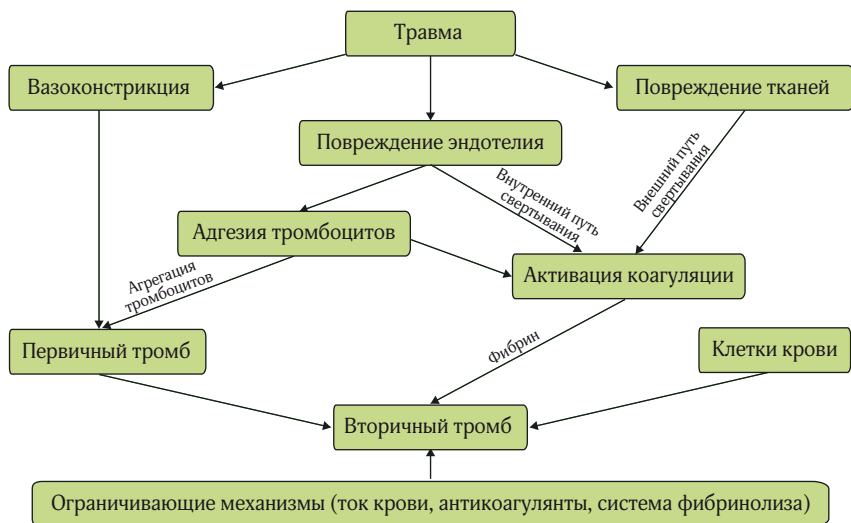 Травма
Вазоконстрикция
Повреждение тканей
Повреждение эндотелия
Внутренний путь
свертывания
Внешний путь
свертывания
Адгезия тромбоцитов
Агрегация
тромбоцитов
Активация коагуляции
Первичный тромб
Фибрин
Клетки крови
Вторичный тромб
Ограничивающие механизмы (ток крови, антикоагулянты, система фибринолиза)